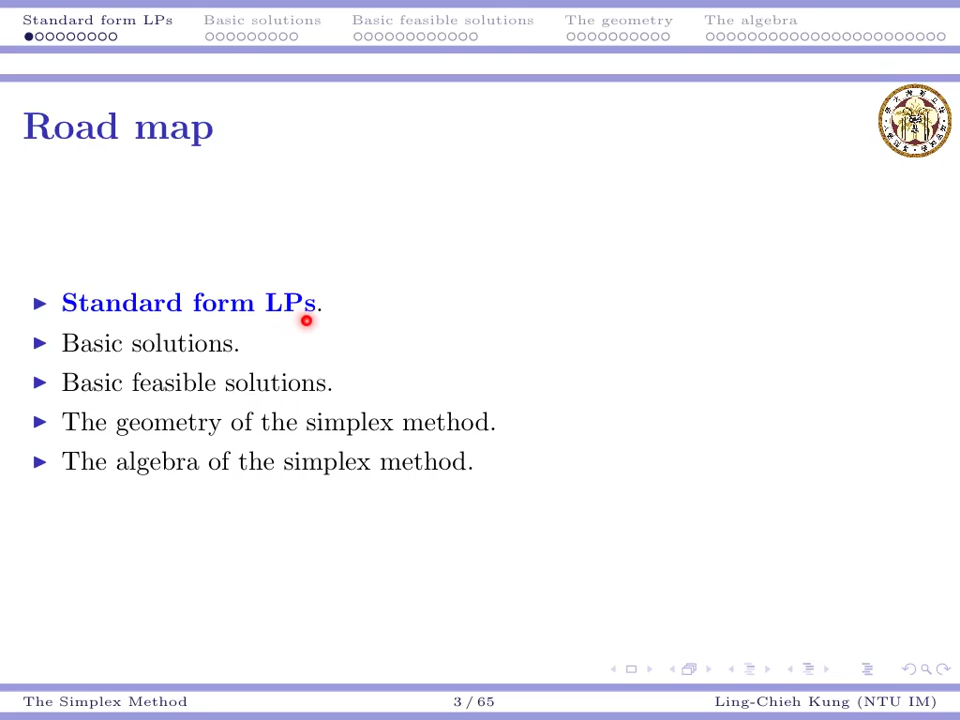 Standard form LPs Basic solutions Basic feasible solutions The geometry The algebra
Road map
Standard form LPs.
Basic solutions.
Basic feasible solutions.
The geometry of the simplex method.
The algebra of the simplex method.
The Simplex Method 3 / 65 Ling-Chieh Kung (NTU IM)